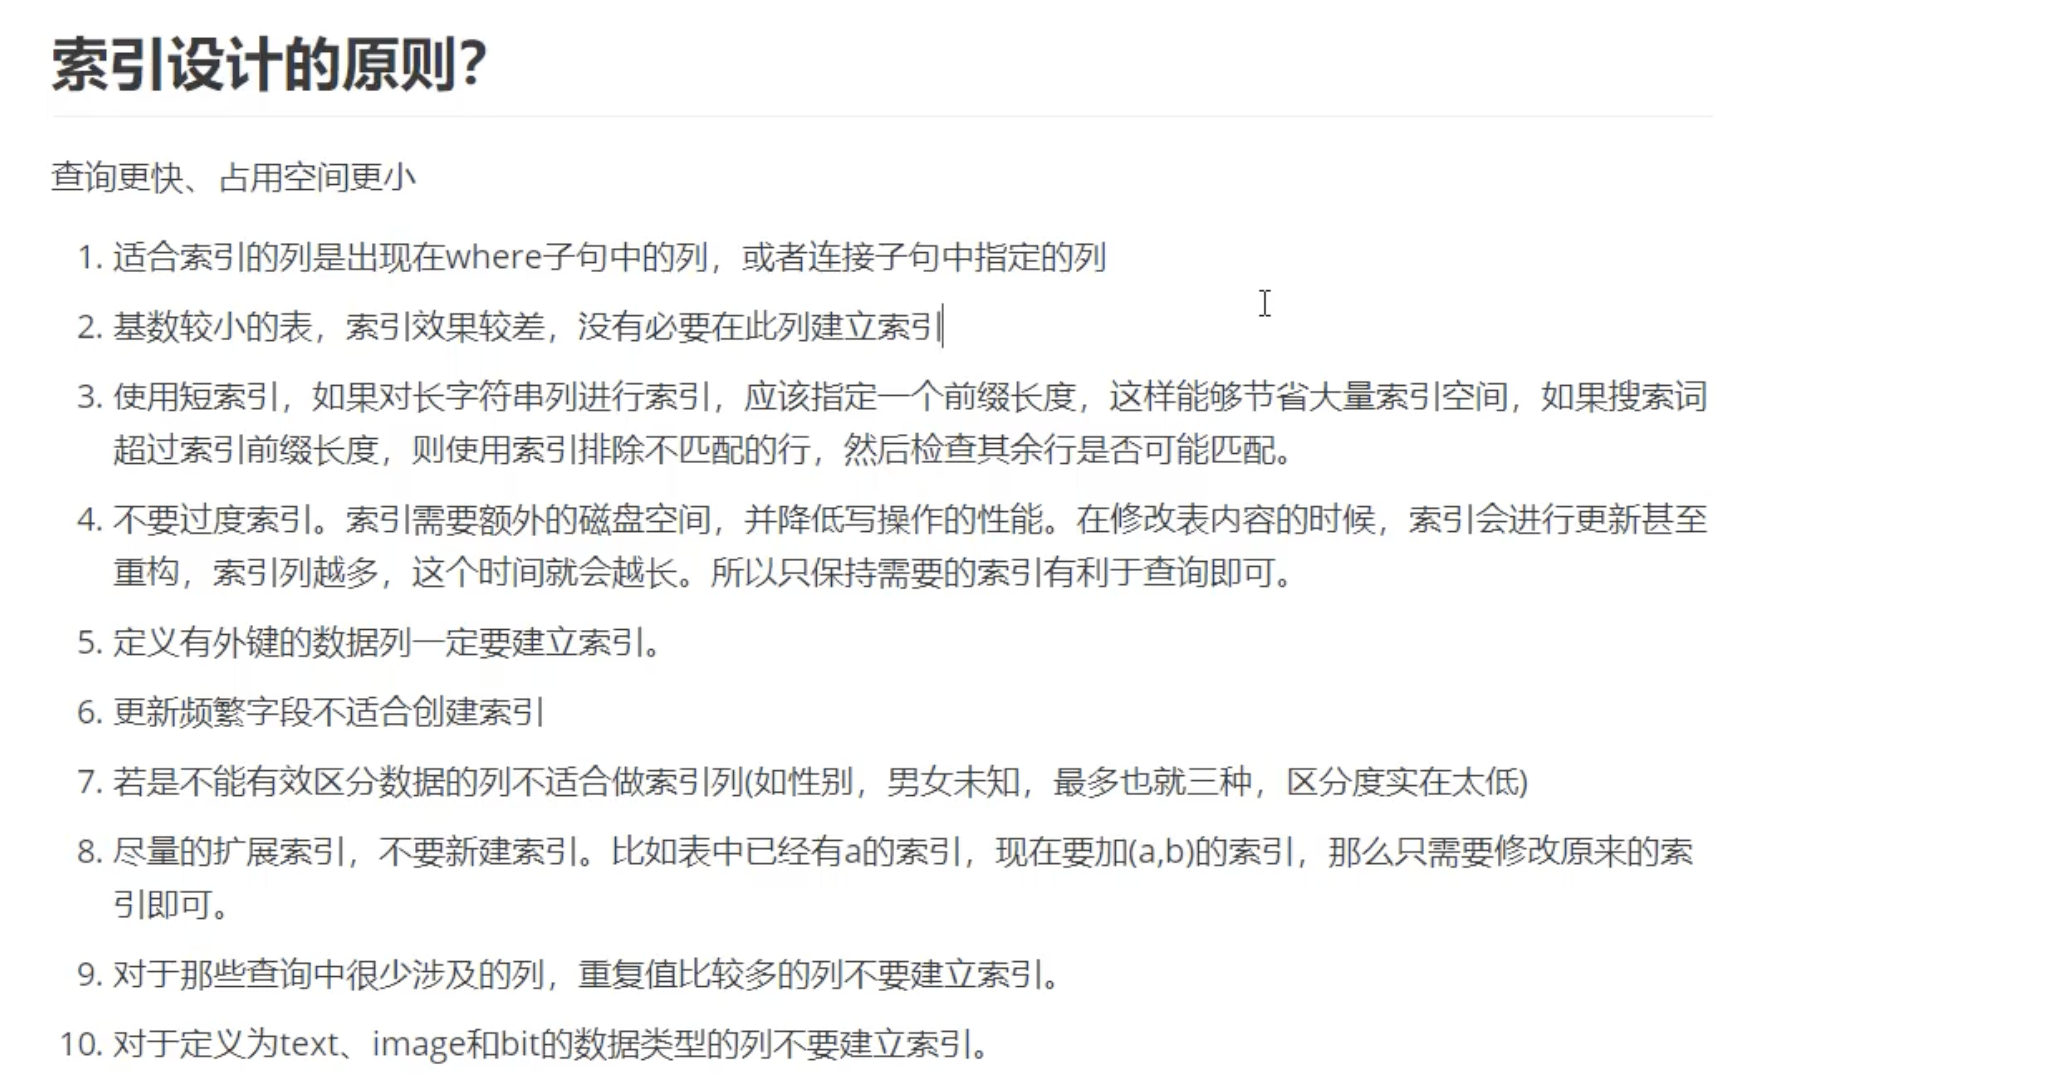 索引设计的原则?
查询更快、占用空间更小
1. 适合索引的列是出现在where子句中的列，或者连接子句中指定的列
2. 基数较小的表，索引效果较差，没有必要在此列建立索引
3. 使用短索引，如果对长字符串列进行索引，应该指定一个前缀长度，这样能够节省大量索引空间，如果搜索词
超过索引前缀长度，则使用索引排除不匹配的行，然后检查其余行是否可能匹配。
4. 不要过度索引。索引需要额外的磁盘空间，并降低写操作的性能。在修改表内容的时候，索引会进行更新甚至
重构，索引列越多，这个时间就会越长。所以只保持需要的索引有利于查询即可。
5. 定义有外键的数据列一定要建立索引。
6. 更新频繁字段不适合创建索引
7. 若是不能有效区分数据的列不适合做索引列(如性别，男女未知，最多也就三种，区分度实在太低)
8. 尽量的扩展索引，不要新建索引。比如表中已经有a的索引，现在要加(a,b)的索引，那么只需要修改原来的索
引即可。
9. 对于那些查询中很少涉及的列，重复值比较多的列不要建立索引。
10. 对于定义为text、image和bit的数据类型的列不要建立索引。